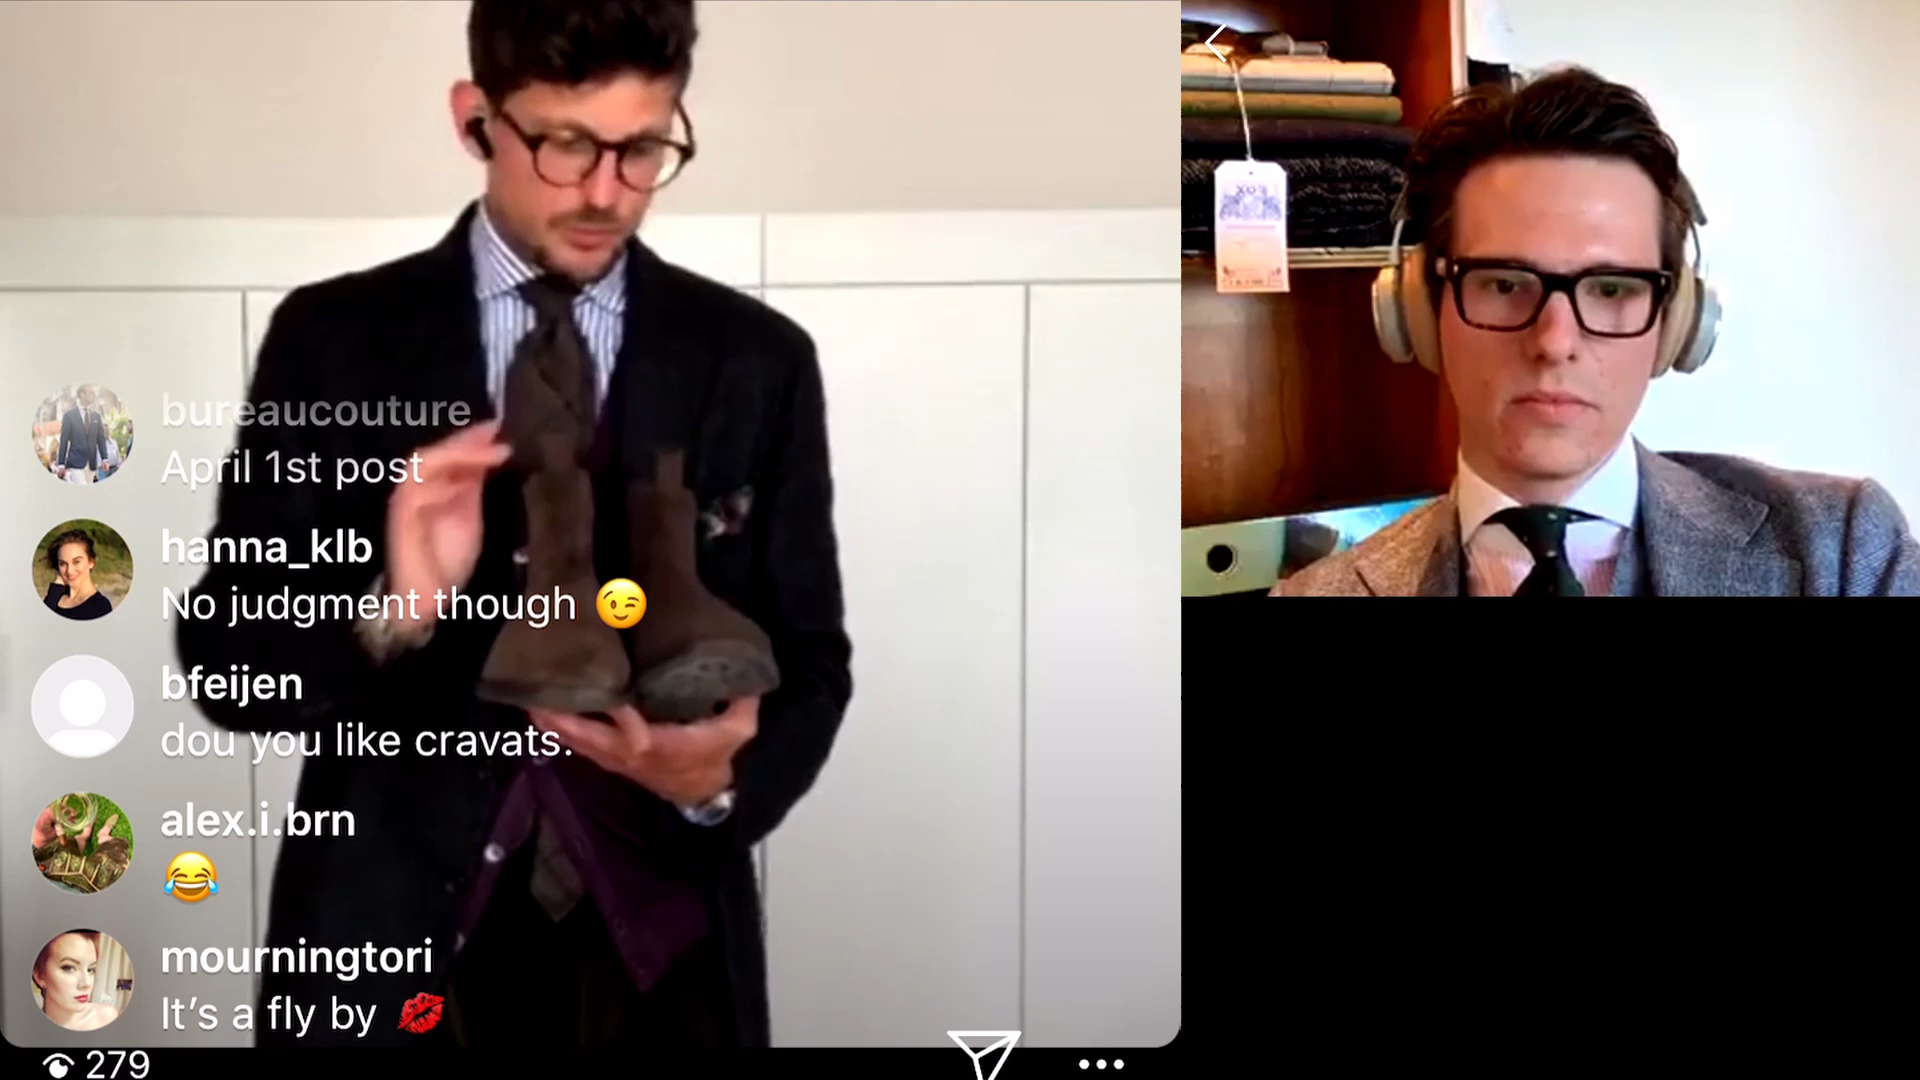 bureaucouture
April 1st post
hanna_klb
No judgment though 😉
bfeijen
dou you like cravats.
alex.i.brn
😂
mourningtori
It’s a fly by 💋
279